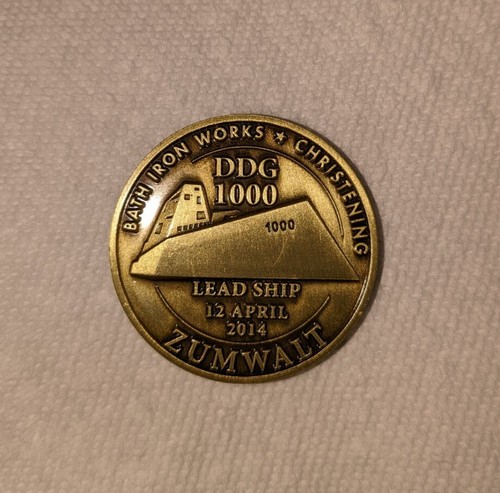 BATH IRON WORKS ★ CHRISTENING
DDG
1000
1000
LEAD SHIP
12 APRIL
2014
ZUMWALT